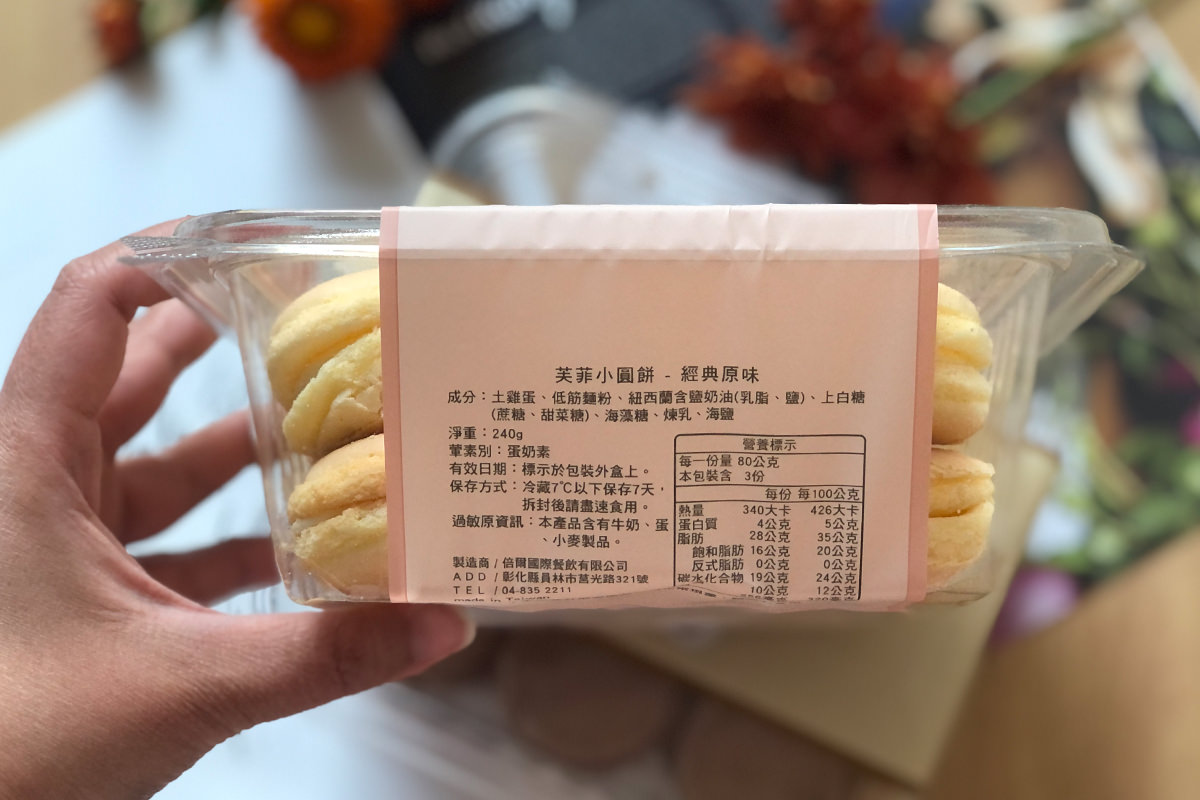 芙菲小圓餅 - 經典原味
成分：土雞蛋、低筋麵粉、紐西蘭含鹽奶油(乳脂、鹽)、上白糖
(蔗糖、甜菜糖)、海藻糖、煉乳、海鹽
淨重：240g
葷素別：蛋奶素
有效日期：標示於包裝外盒上。
保存方式：冷藏7℃以下保存7天，
拆封後請盡速食用。
過敏原資訊：本產品含有牛奶、蛋
、小麥製品。
製造商 / 倍爾國際餐飲有限公司
ADD / 彰化縣員林市莒光路321號
TEL / 04-835 2211
made in Taiwan
營養標示
每一份量 80公克
本包裝含 3份
每份 每100公克
熱量 340大卡 426大卡
蛋白質 4公克 5公克
脂肪 28公克 35公克
飽和脂肪 16公克 20公克
反式脂肪 0公克 0公克
碳水化合物 19公克 24公克
10公克 12公克